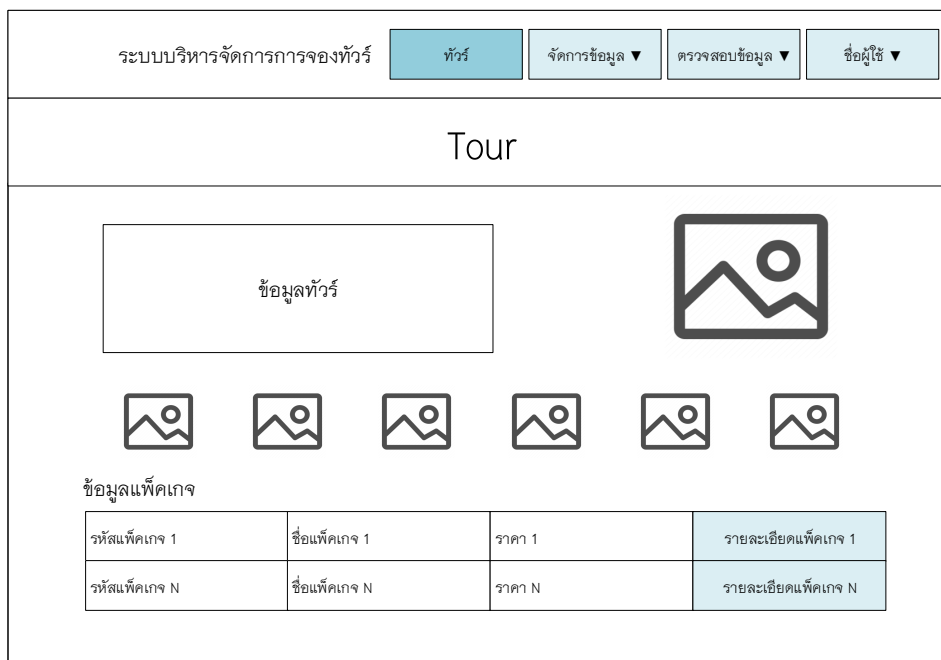 ระบบบริหารจัดการการจองทัวร์ ทัวร์ จัดการข้อมูล ▼ ตรวจสอบข้อมูล ▼ ชื่อผู้ใช้ ▼
Tour
ข้อมูลทัวร์
ข้อมูลแพ็คเกจ
รหัสแพ็คเกจ 1 ชื่อแพ็คเกจ 1 ราคา 1 รายละเอียดแพ็คเกจ 1
รหัสแพ็คเกจ N ชื่อแพ็คเกจ N ราคา N รายละเอียดแพ็คเกจ N